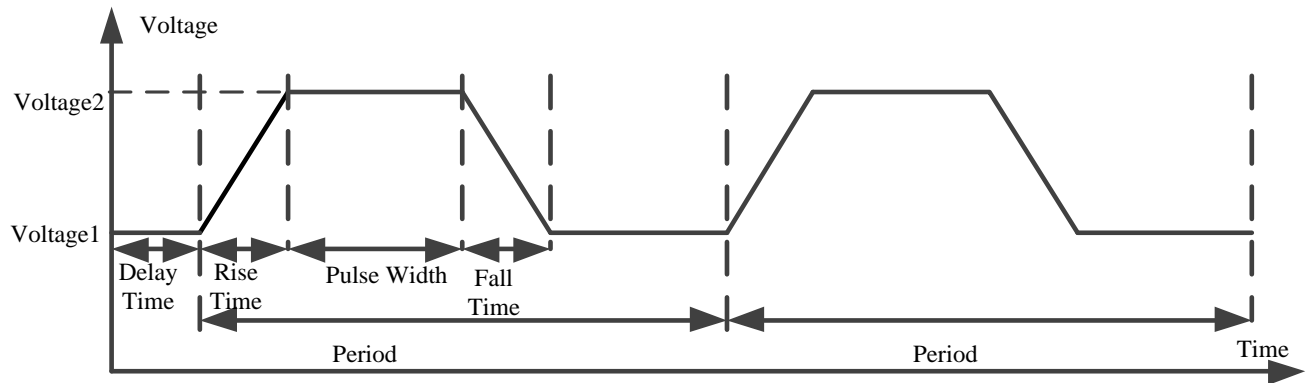 Voltage
Voltage2
Voltage1
Delay
Time
Rise
Time
Pulse Width
Fall
Time
Period
Period
Time